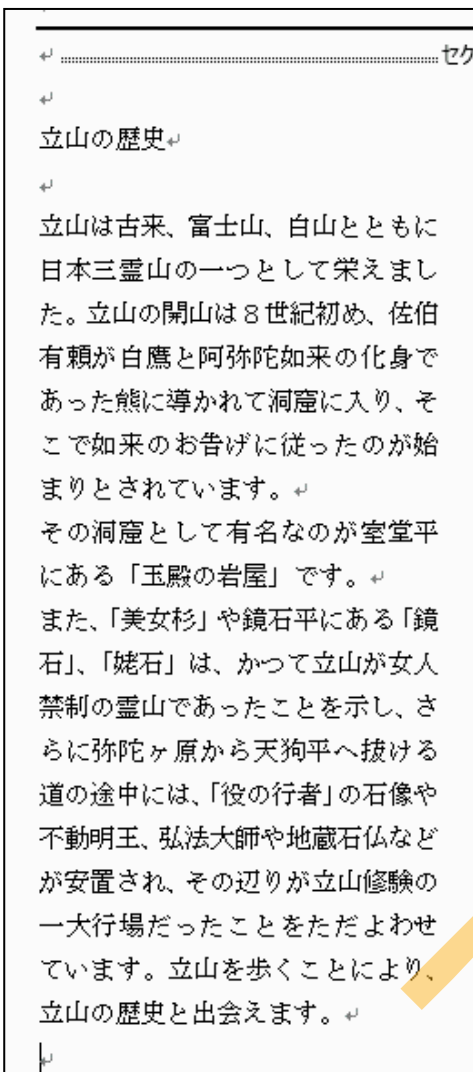 セク
立山の歴史
立山は古来、富士山、白山とともに
日本三霊山の一つとして栄えまし
た。立山の開山は８世紀初め、佐伯
有頼が白鷹と阿弥陀如来の化身で
あった熊に導かれて洞窟に入り、そ
こで如来のお告げに従ったのが始
まりとされています。
その洞窟として有名なのが室堂平
にある「玉殿の岩屋」です。
また、「美女杉」や鏡石平にある「鏡
石」、「姥石」は、かつて立山が女人
禁制の霊山であったことを示し、さ
らに弥陀ヶ原から天狗平へ抜ける
道の途中には、「役の行者」の石像や
不動明王、弘法大師や地蔵石仏など
が安置され、その辺りが立山修験の
一大行場だったことをただよわせ
ています。立山を歩くことにより、
立山の歴史と出会えます。